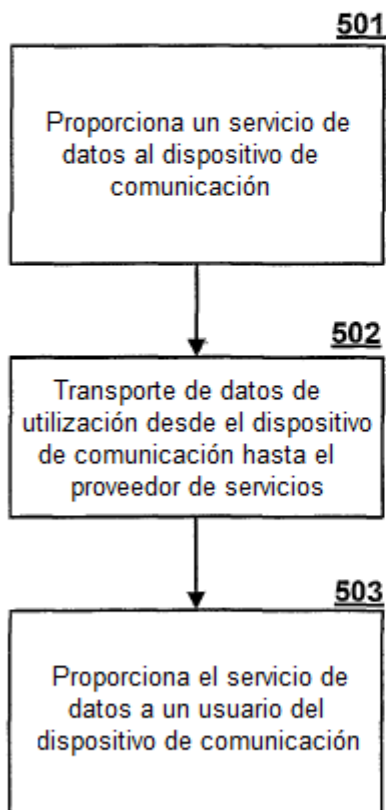 501
Proporciona un servicio de
datos al dispositivo de
comunicación
502
Transporte de datos de
utilización desde el dispositivo
de comunicación hasta el
proveedor de servicios
503
Proporciona el servicio de
datos a un usuario del
dispositivo de comunicación